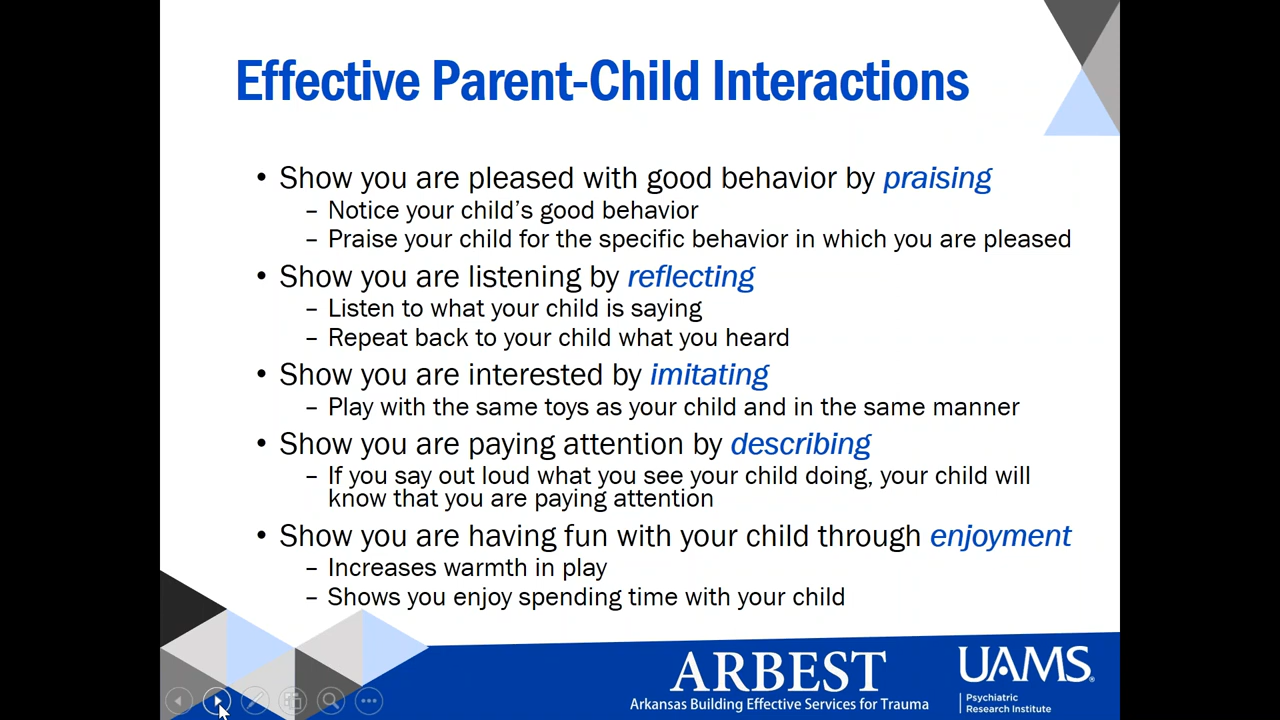 Effective Parent-Child Interactions
• Show you are pleased with good behavior by praising
– Notice your child’s good behavior
– Praise your child for the specific behavior in which you are pleased
• Show you are listening by reflecting
– Listen to what your child is saying
– Repeat back to your child what you heard
• Show you are interested by imitating
– Play with the same toys as your child and in the same manner
• Show you are paying attention by describing
– If you say out loud what you see your child doing, your child will
know that you are paying attention
• Show you are having fun with your child through enjoyment
– Increases warmth in play
– Shows you enjoy spending time with your child
ARBEST
Arkansas Building Effective Services for Trauma
UAMS®
Psychiatric
Research Institute